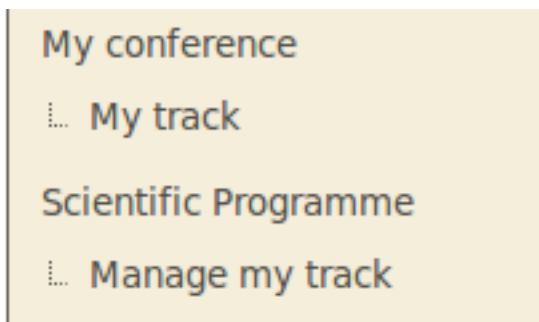 My conference
My track
Scientific Programme
Manage my track